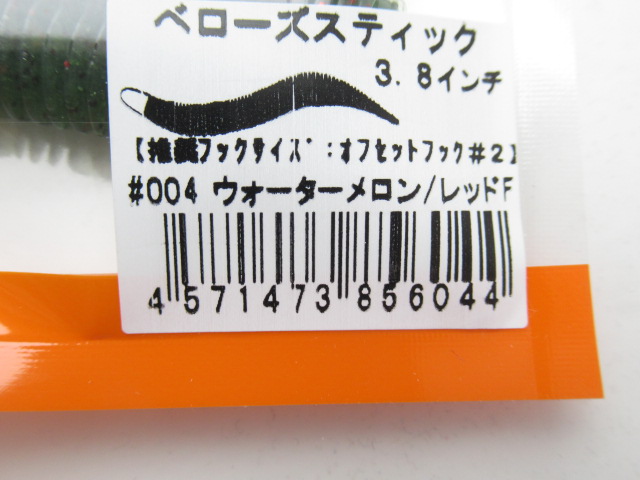 ベローズスティック
3.8インチ
【推奨フックサイズ:オフセットフック#2】
#004 ウォーターメロン/レッドF
4 571473 856044